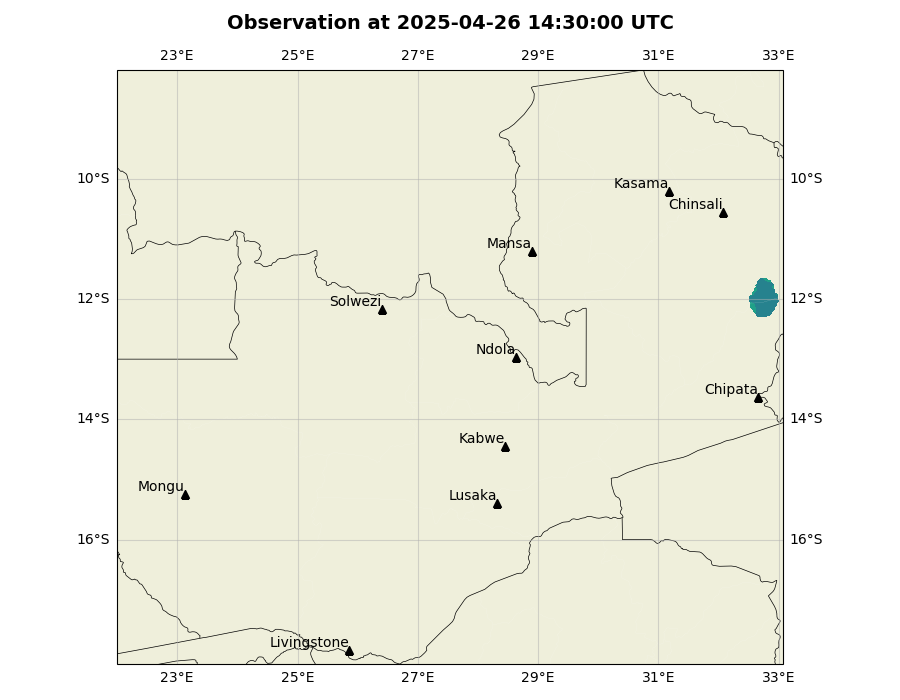 Observation at 2025-04-26 14:30:00 UTC
23°E 25°E 27°E 29°E 31°E 33°E
10°S 10°S
Kasama
Chinsali
Mansa
12°S 12°S
Solwezi
Ndola
Chipata
14°S 14°S
Kabwe
Mongu
Lusaka
16°S 16°S
Livingstone
23°E 25°E 27°E 29°E 31°E 33°E